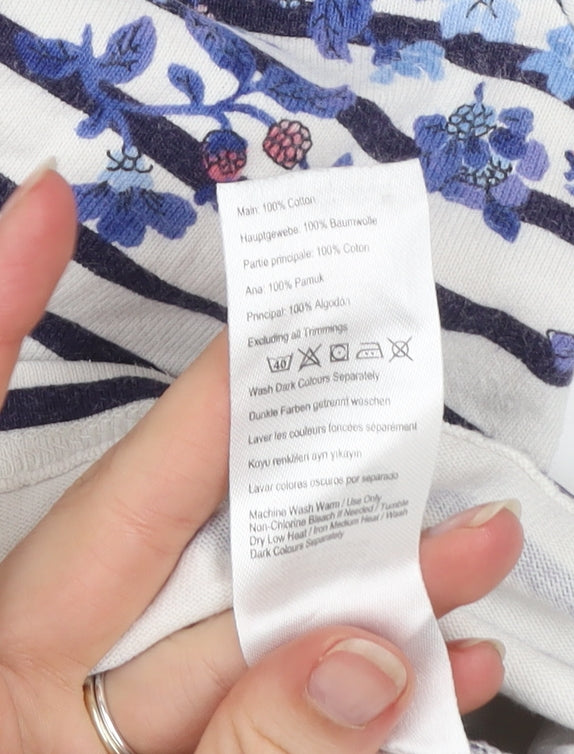 Main: 100% Cotton
Hauptgewebe: 100% Baumwolle
Partie principale: 100% Coton
Ana: 100% Pamuk
Principal: 100% Algodon
Excluding all Trimmings
40
Wash Dark Colours Separately
Dunkle Farben getrennt waschen
Laver les couleurs foncées séparément
Koyu renklileri ayrı yıkayın
Lavar colores oscuros por separado
Machine Wash Warm / Use Only
Non-Chlorine Bleach If Needed / Tumble
Dry Low Heat / Iron Medium Heat / Wash
Dark Colours Separately